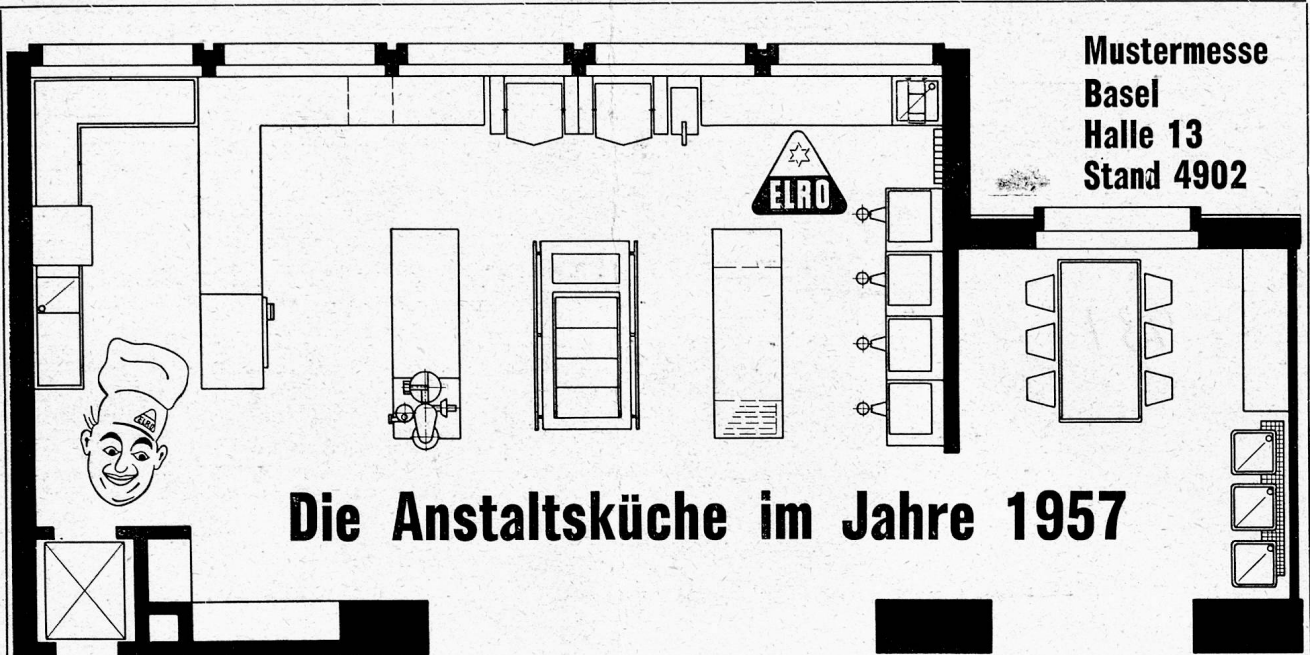 Mustermesse
Basel
Halle 13
Stand 4902
ELRO
ELRO
Die Anstaltsküche im Jahre 1957